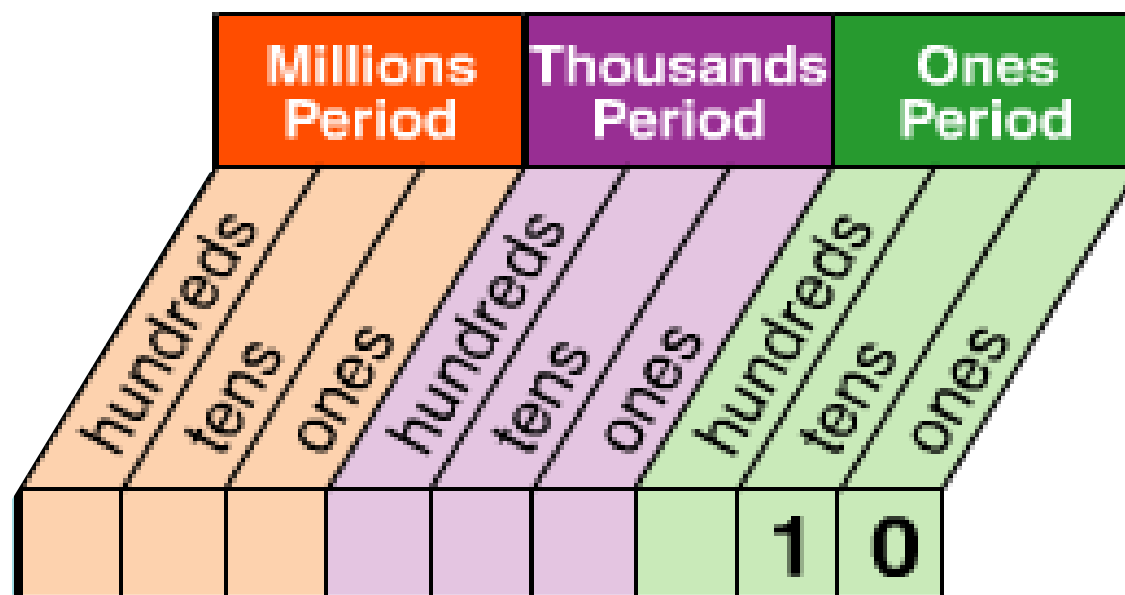 Millions Thousands Ones
Period Period Period
hundreds tens ones hundreds tens ones hundreds tens ones
1 0